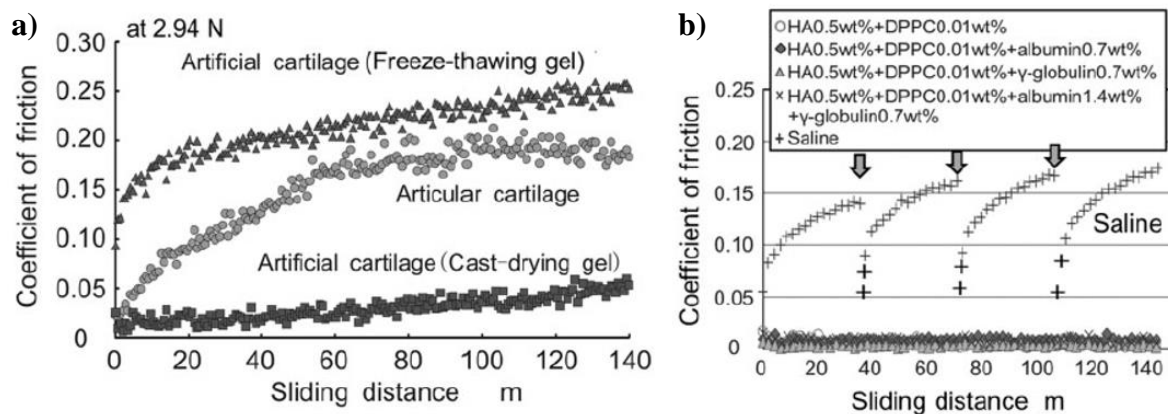 a)
at 2.94 N
0.30
0.25
0.20
0.15
0.10
0.05
0
Coefficient of friction
Artificial cartilage (Freeze-thawing gel)
Articular cartilage
Artificial cartilage (Cast-drying gel)
0 20 40 60 80 100 120 140
Sliding distance m
b)
HA0.5wt%+DPPC0.01wt%
HA0.5wt%+DPPC0.01wt%+albumin0.7wt%
HA0.5wt%+DPPC0.01wt%+γ-globulin0.7wt%
HA0.5wt%+DPPC0.01wt%+albumin1.4wt%
+γ-globulin0.7wt%
Saline
0.25
0.20
0.15
0.10
0.05
0
Coefficient of friction
Saline
0 20 40 60 80 100 120 140
Sliding distance m